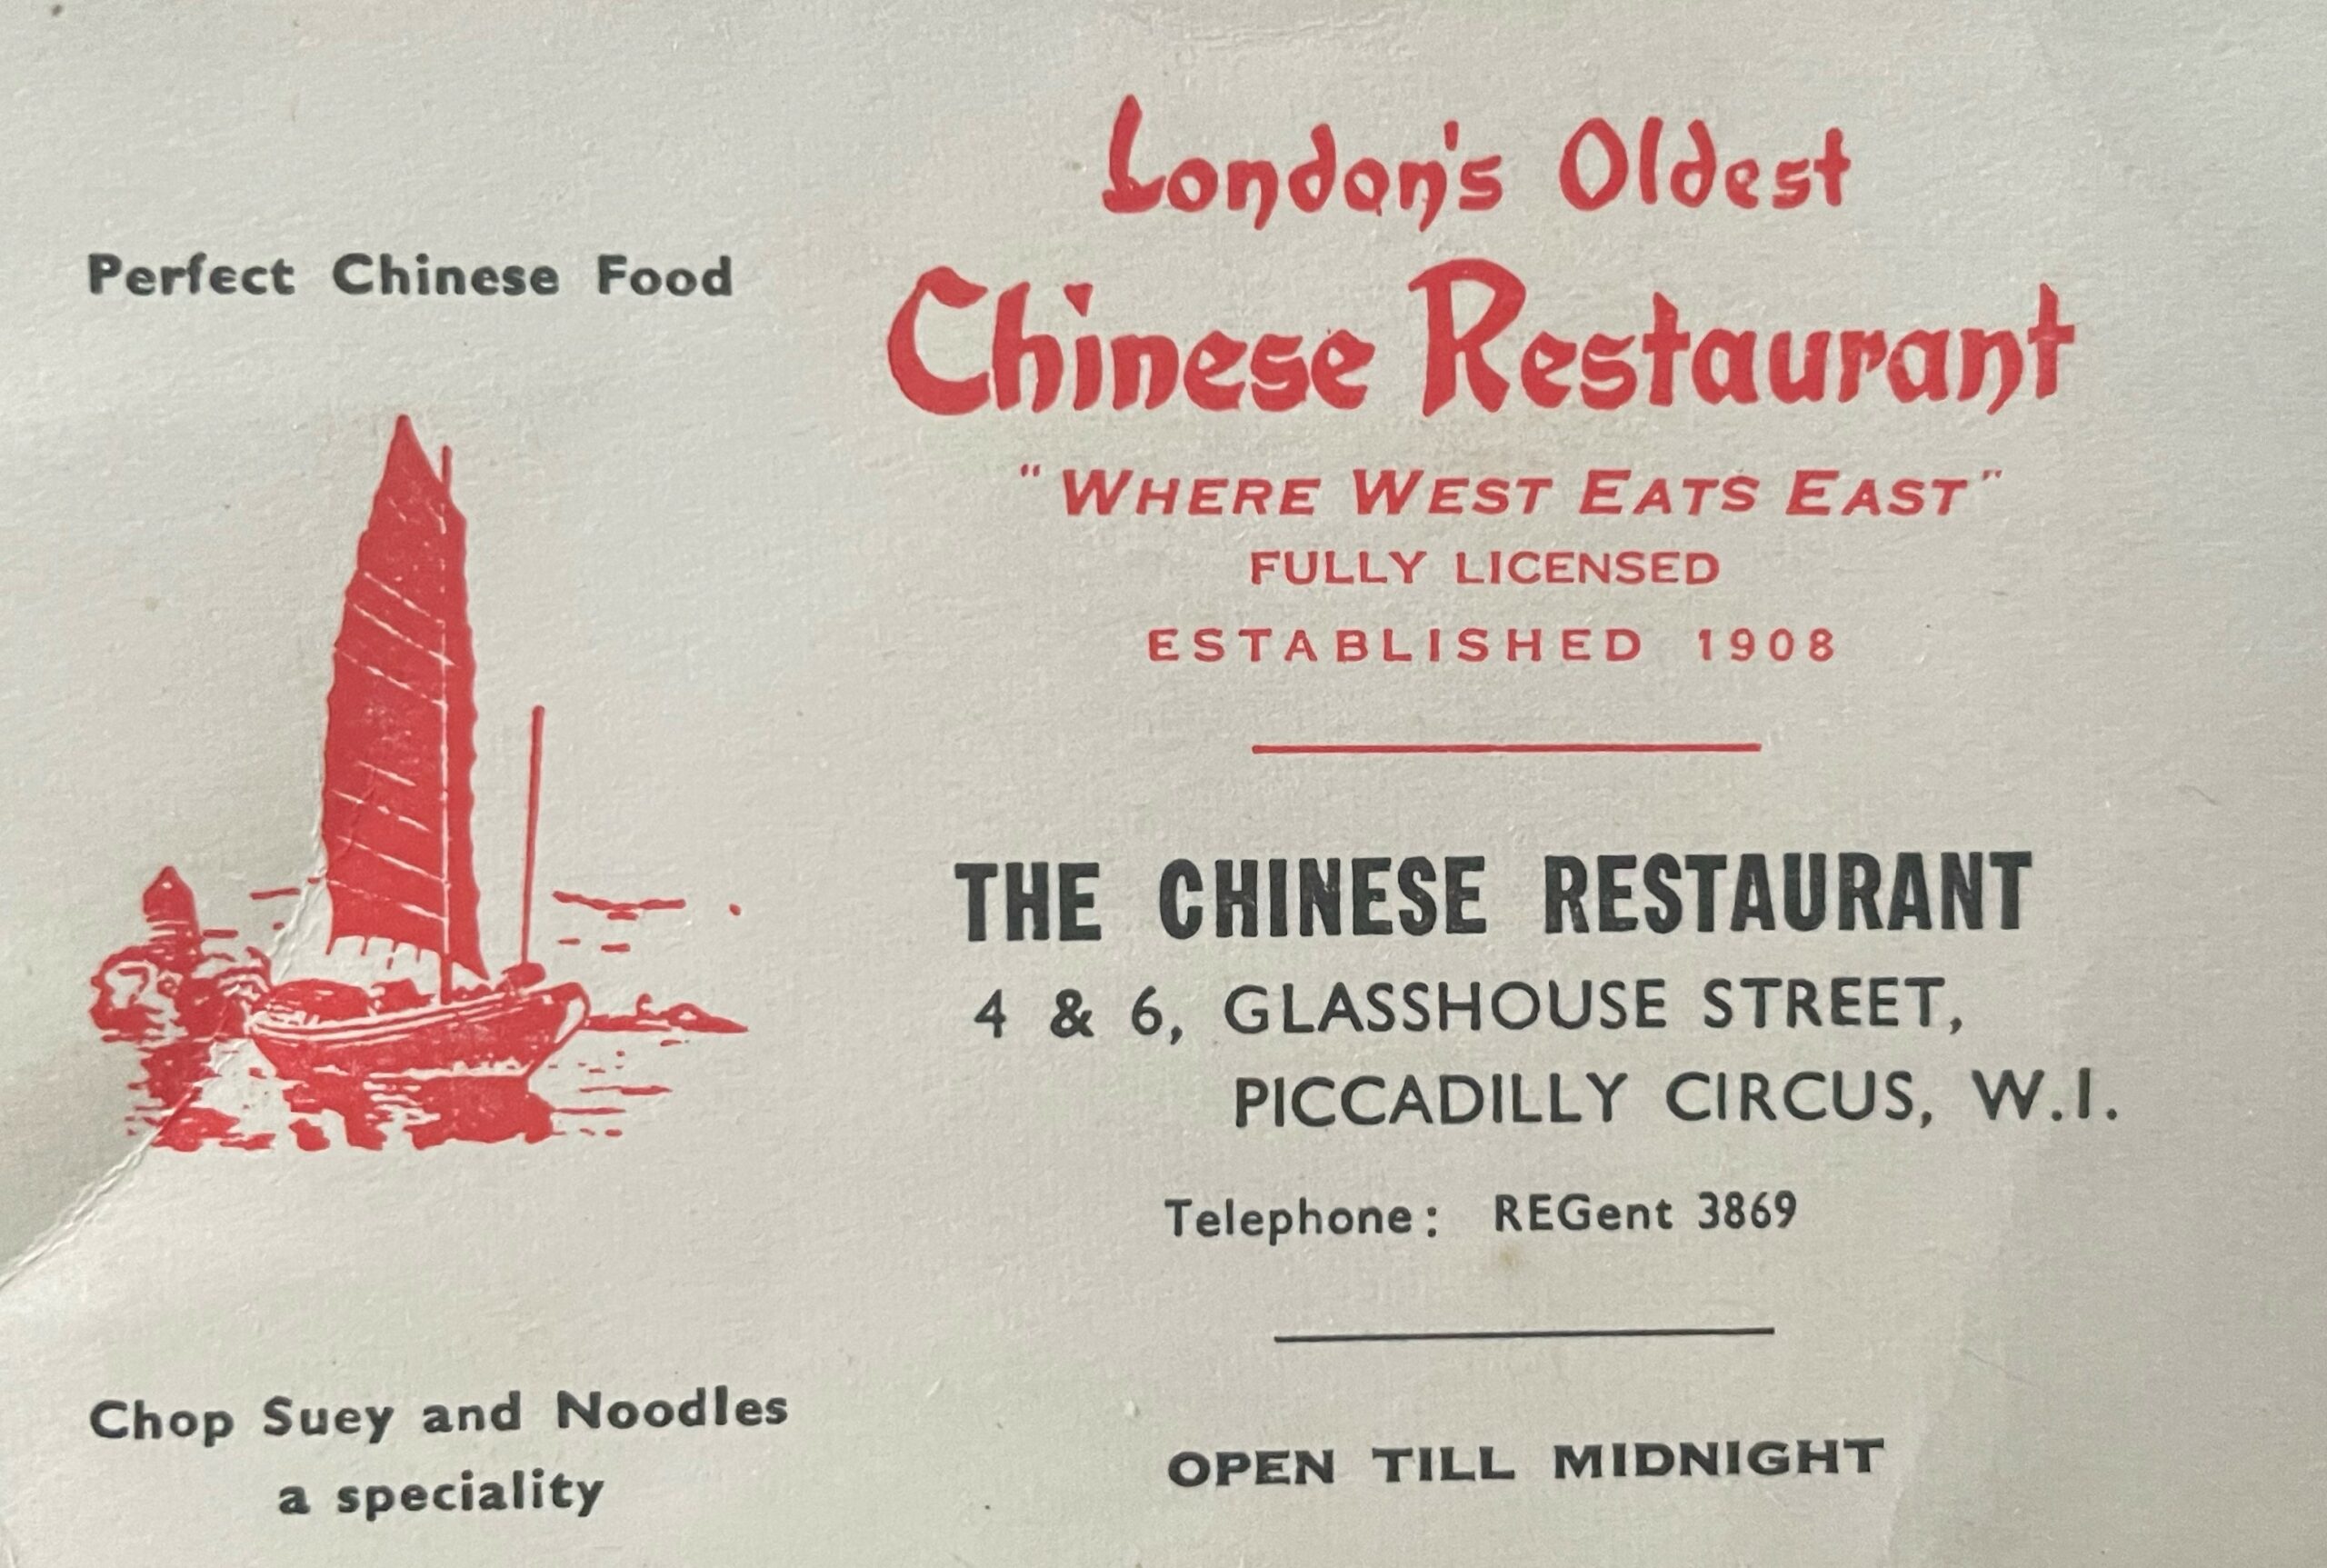 Perfect Chinese Food
Chop Suey and Noodles
a speciality
London's Oldest
Chinese Restaurant
"WHERE WEST EATS EAST"
FULLY LICENSED
ESTABLISHED 1908
THE CHINESE RESTAURANT
4 & 6, GLASSHOUSE STREET,
PICCADILLY CIRCUS, W.I.
Telephone: REGent 3869
OPEN TILL MIDNIGHT